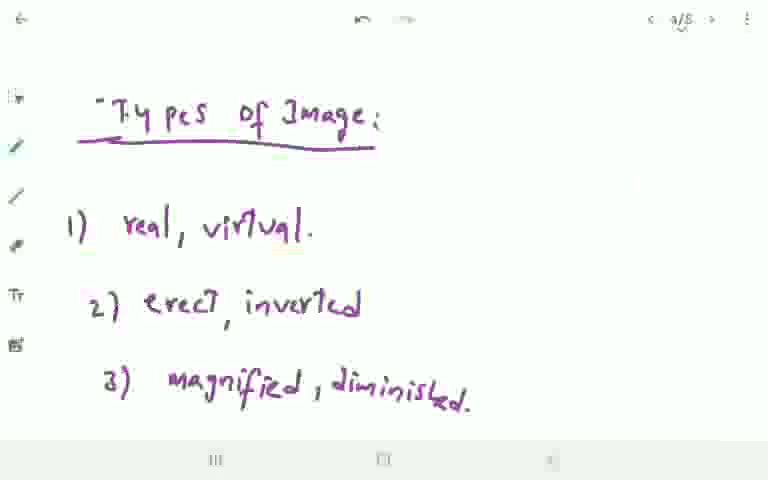 Types of Image:
1) real, virtual.
2) erect, inverted
3) magnified, diminished.